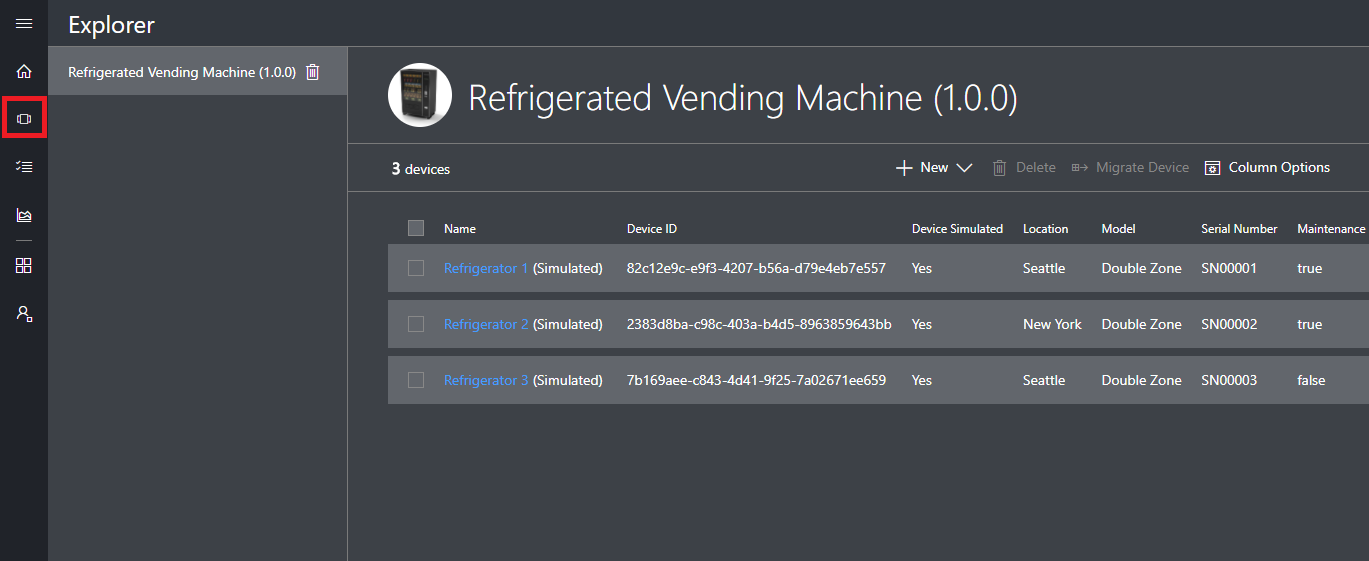 Explorer
Refrigerated Vending Machine (1.0.0)
Refrigerated Vending Machine (1.0.0)
3 devices
New
Delete
Migrate Device
Column Options
Name Device ID Device Simulated Location Model Serial Number Maintenance
Refrigerator 1 (Simulated) 82c12e9c-e9f3-4207-b56a-d79e4eb7e557 Yes Seattle Double Zone SN00001 true
Refrigerator 2 (Simulated) 2383d8ba-c98c-403a-b4d5-8963859643bb Yes New York Double Zone SN00002 true
Refrigerator 3 (Simulated) 7b169aee-c843-4d41-9f25-7a02671ee659 Yes Seattle Double Zone SN00003 false